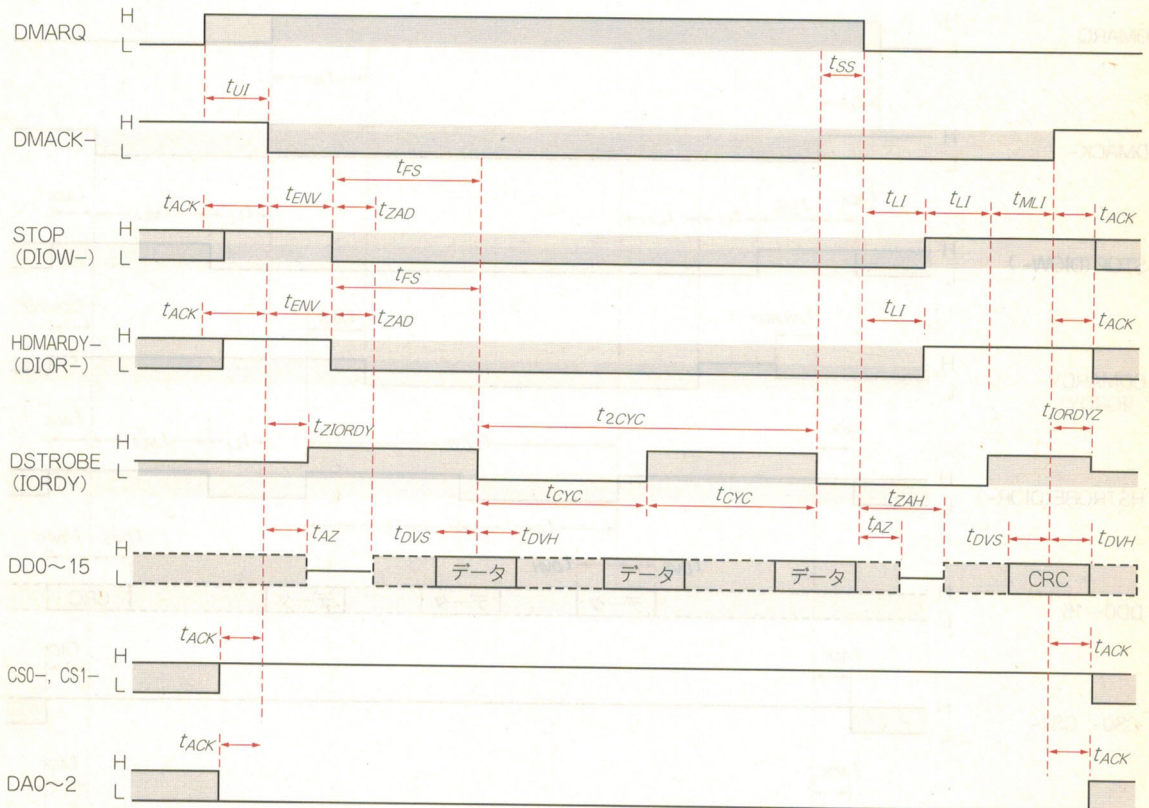 DMARQ
H
L
tSS
tUI
DMACK-
H
L
tFS
tACK
tENV
tZAD
tLI
tLI
tMLI
tACK
STOP
(DIOW-)
H
L
tFS
tACK
tENV
tZAD
tLI
tACK
HDMARDY-
(DIOR-)
H
L
t2CYC
tZIORDY
tIORDYZ
DSTROBE
(IORDY)
H
L
tCYC
tCYC
tZAH
tAZ
tDVS
tDVH
tAZ
tDVS
tDVH
DD0～15
H
L
データ
データ
データ
CRC
tACK
tACK
CS0-, CS1-
H
L
tACK
tACK
DA0～2
H
L